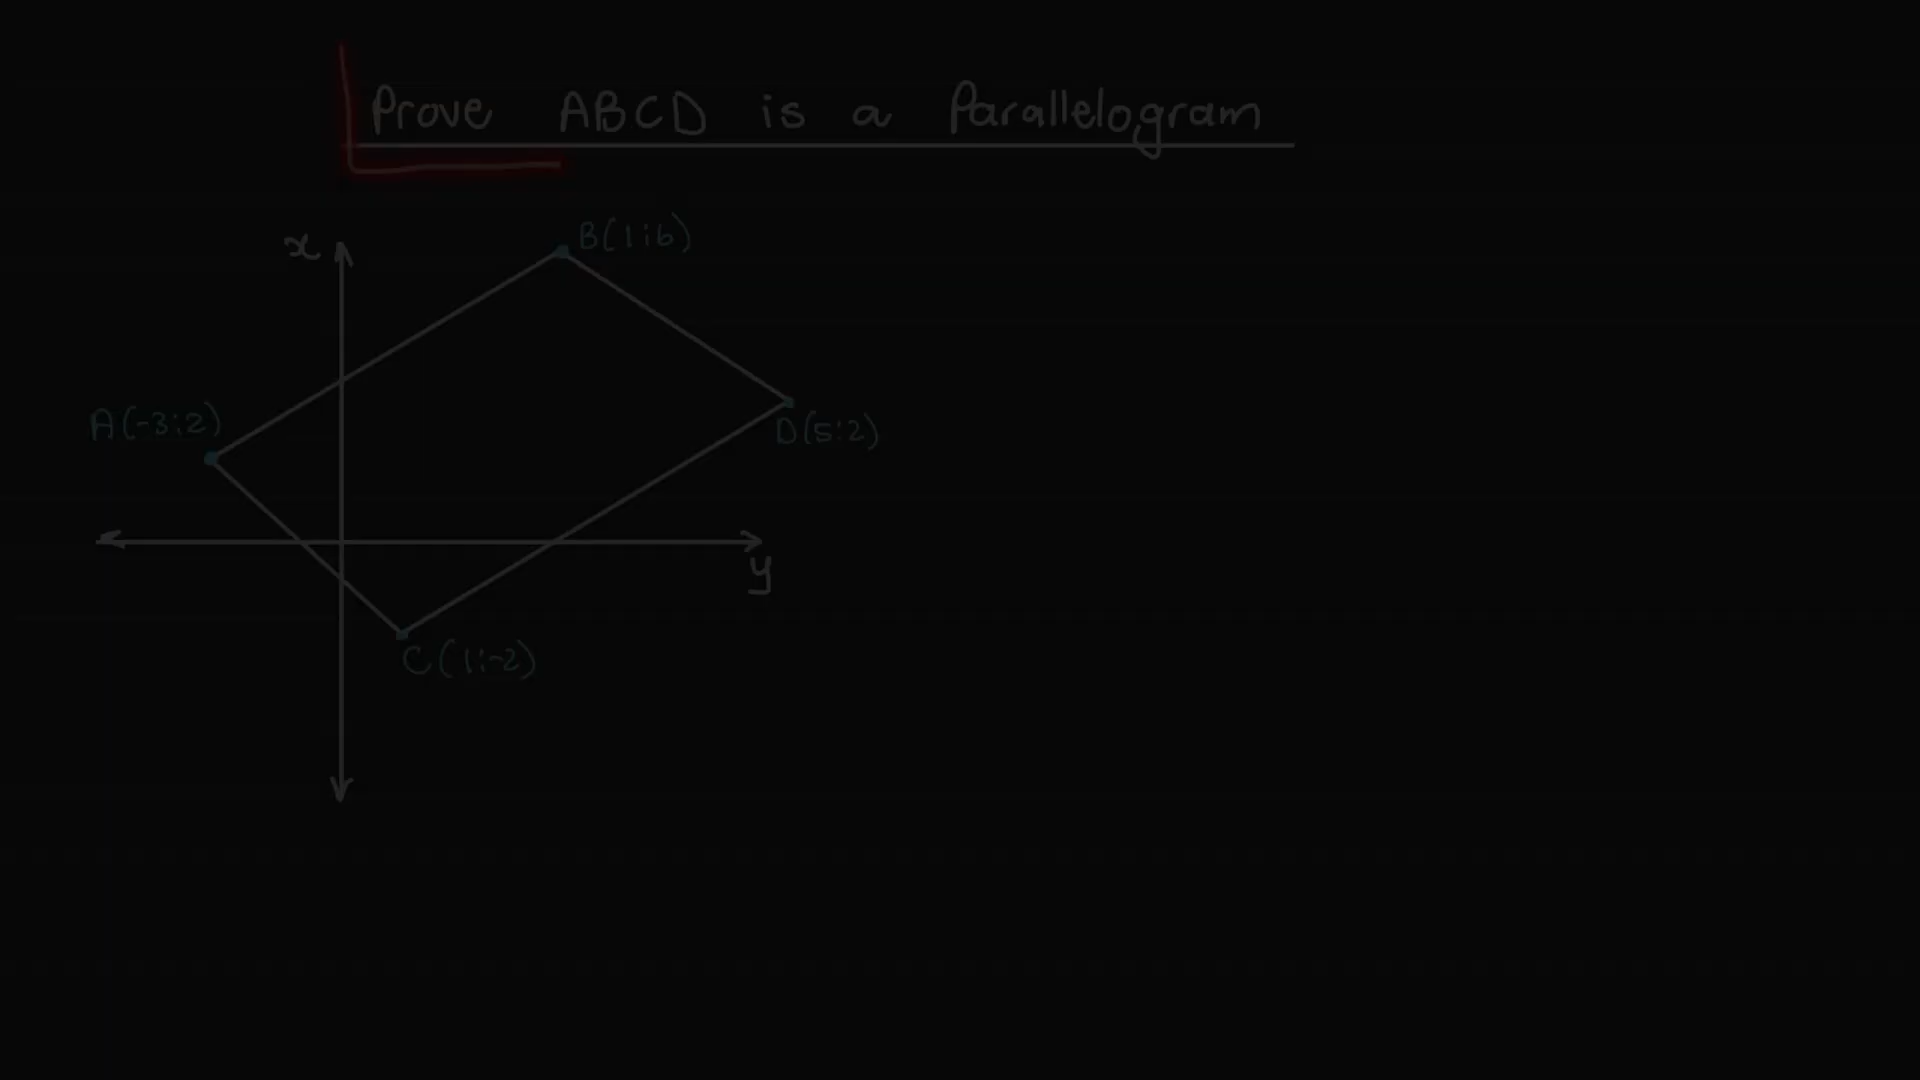 Prove ABCD is a Parallelogram
x
B(1;6)
A(-3;2)
D(5;2)
y
C(1;-2)